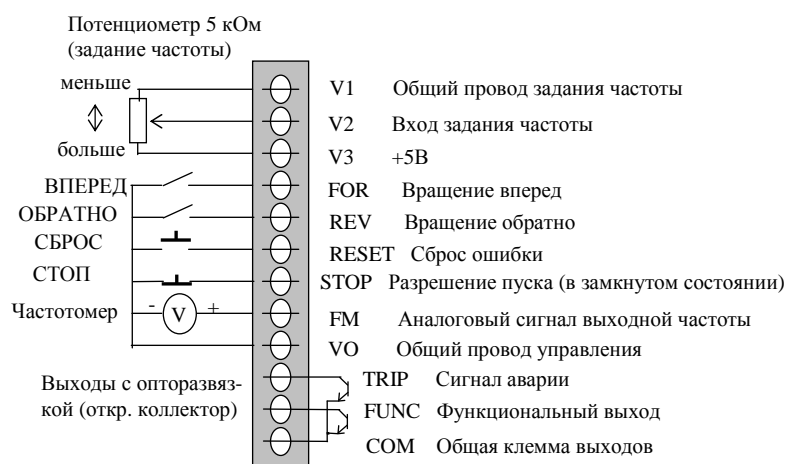 Потенциометр 5 кОм
(задание частоты)
меньше
V1 Общий провод задания частоты
V2 Вход задания частоты
больше
V3 +5В
ВПЕРЕД
FOR Вращение вперед
ОБРАТНО
REV Вращение обратно
СБРОС
RESET Сброс ошибки
СТОП
STOP Разрешение пуска (в замкнутом состоянии)
Частотомер - V +
FM Аналоговый сигнал выходной частоты
VO Общий провод управления
Выходы с опторазвяз-
кой (откр. коллектор)
TRIP Сигнал аварии
FUNC Функциональный выход
COM Общая клемма выходов